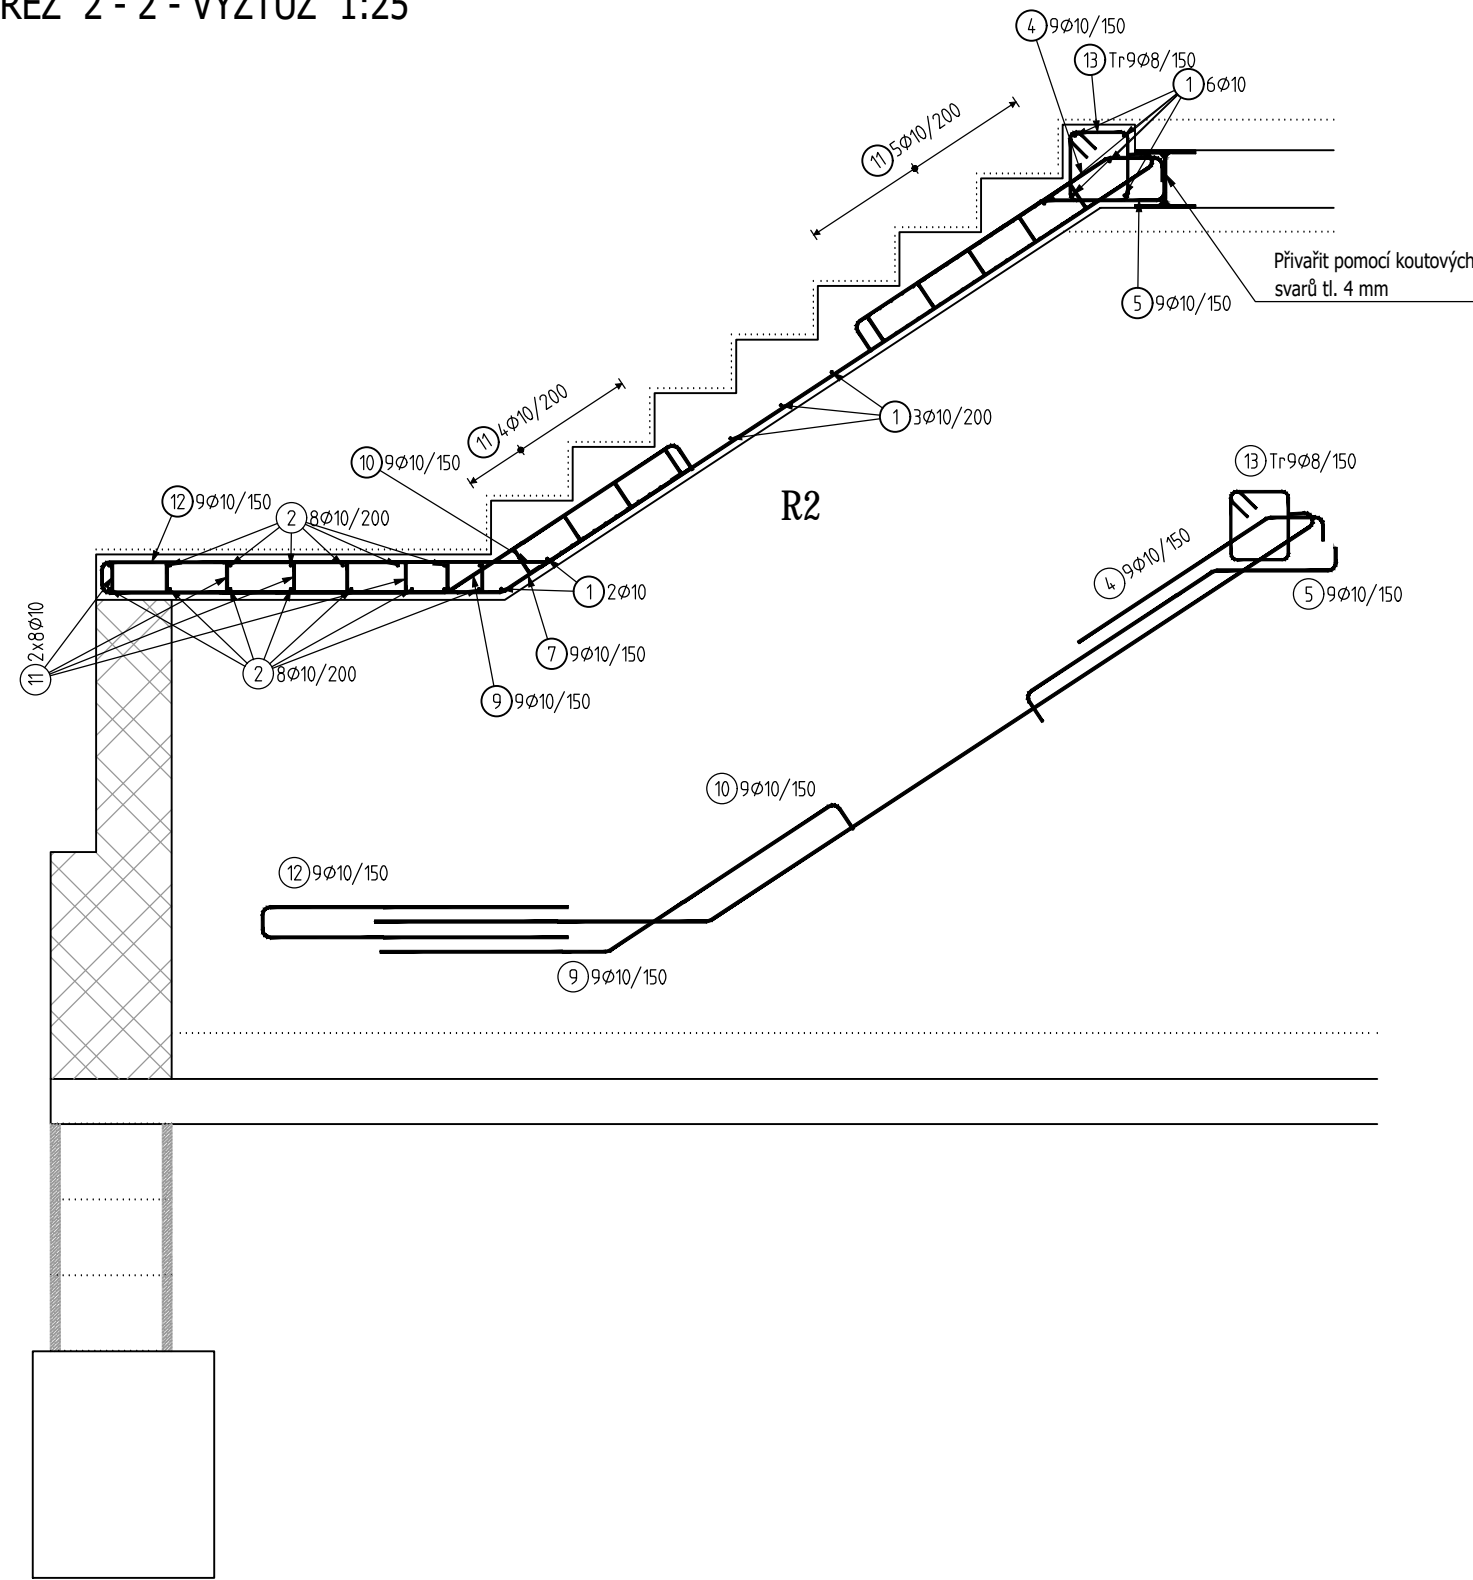 ŘEZ 2 - 2 - VÝZTUŽ 1:25
4 9Ø10/150
13 Tr9Ø8/150
1 6Ø10
11 5Ø10/200
Přivařit pomocí koutových
svarů tl. 4 mm
5 9Ø10/150
11 4Ø10/200
1 3Ø10/200
10 9Ø10/150
12 9Ø10/150
2 8Ø10/200
R2
13 Tr9Ø8/150
4 9Ø10/150
5 9Ø10/150
1 2Ø10
11 2x8Ø10
7 9Ø10/150
2 8Ø10/200
9 9Ø10/150
10 9Ø10/150
12 9Ø10/150
9 9Ø10/150